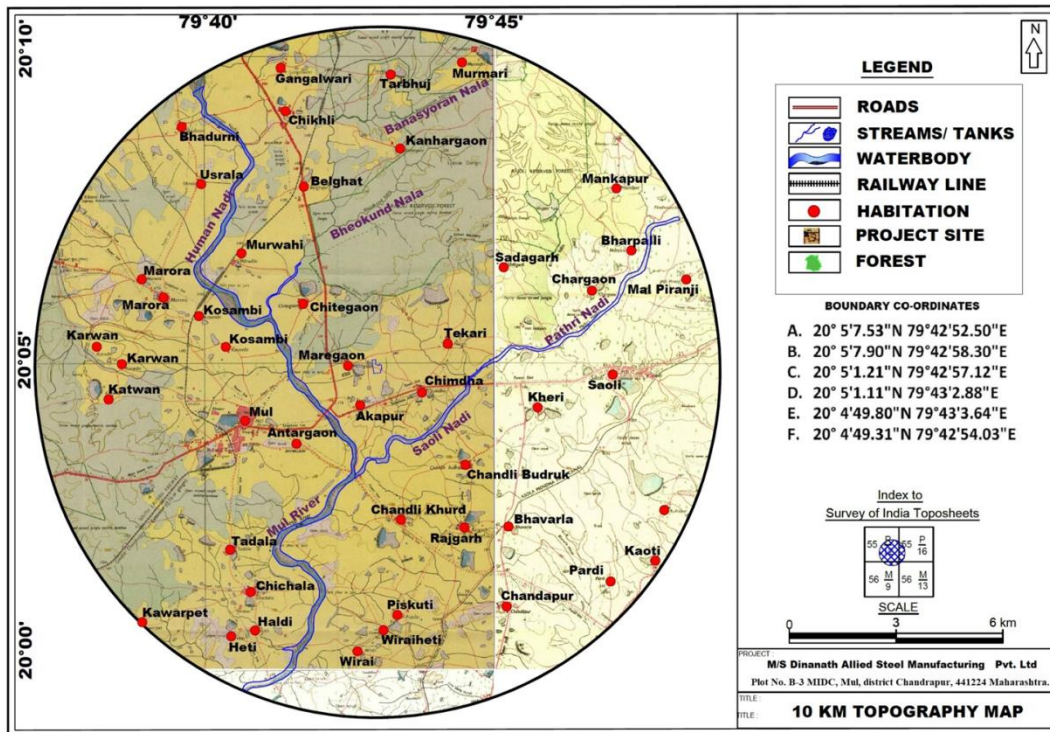 79°40'
79°45'
20°10'
20°05'
20°00'
Gangalwari
Tarbhuj
Murmari
Banasyoran Nala
Chikhli
Bhadurni
Kanhargaon
Usrala
Belghat
Mankapur
Bheokund Nala
Human Nadi
Murwahi
Bharpalli
Sadagarh
Marora
Chargaon
Mal Piranji
Marora
Chitegaon
Kosambi
Pathri Nadi
Karwan
Kosambi
Tekari
Karwan
Maregaon
Saoli
Katwan
Chimdha
Kheri
Mul
Akapur
Antargaon
Saoli Nadi
Chandli Budruk
Mul River
Chandli Khurd
Rajgarh
Bhavarla
Tadala
Kaoti
Pardi
Chichala
Chandapur
Piskuti
Kawarpet
Haldi
Wiraiheti
Heti
Wirai
N
LEGEND
ROADS
STREAMS/ TANKS
WATERBODY
RAILWAY LINE
HABITATION
PROJECT SITE
FOREST
BOUNDARY CO-ORDINATES
A. 20° 5'7.53"N 79°42'52.50"E
B. 20° 5'7.90"N 79°42'58.30"E
C. 20° 5'1.21"N 79°42'57.12"E
D. 20° 5'1.11"N 79°43'2.88"E
E. 20° 4'49.80"N 79°43'3.64"E
F. 20° 4'49.31"N 79°42'54.03"E
Index to
Survey of India Toposheets
55 55 P 16
56 M 9 56 M 13
SCALE
0 3 6 km
PROJECT :
M/S Dinanath Allied Steel Manufacturing Pvt. Ltd
Plot No. B-3 MIDC, Mul, district Chandrapur, 441224 Maharashtra.
TITLE :
TITLE : 10 KM TOPOGRAPHY MAP